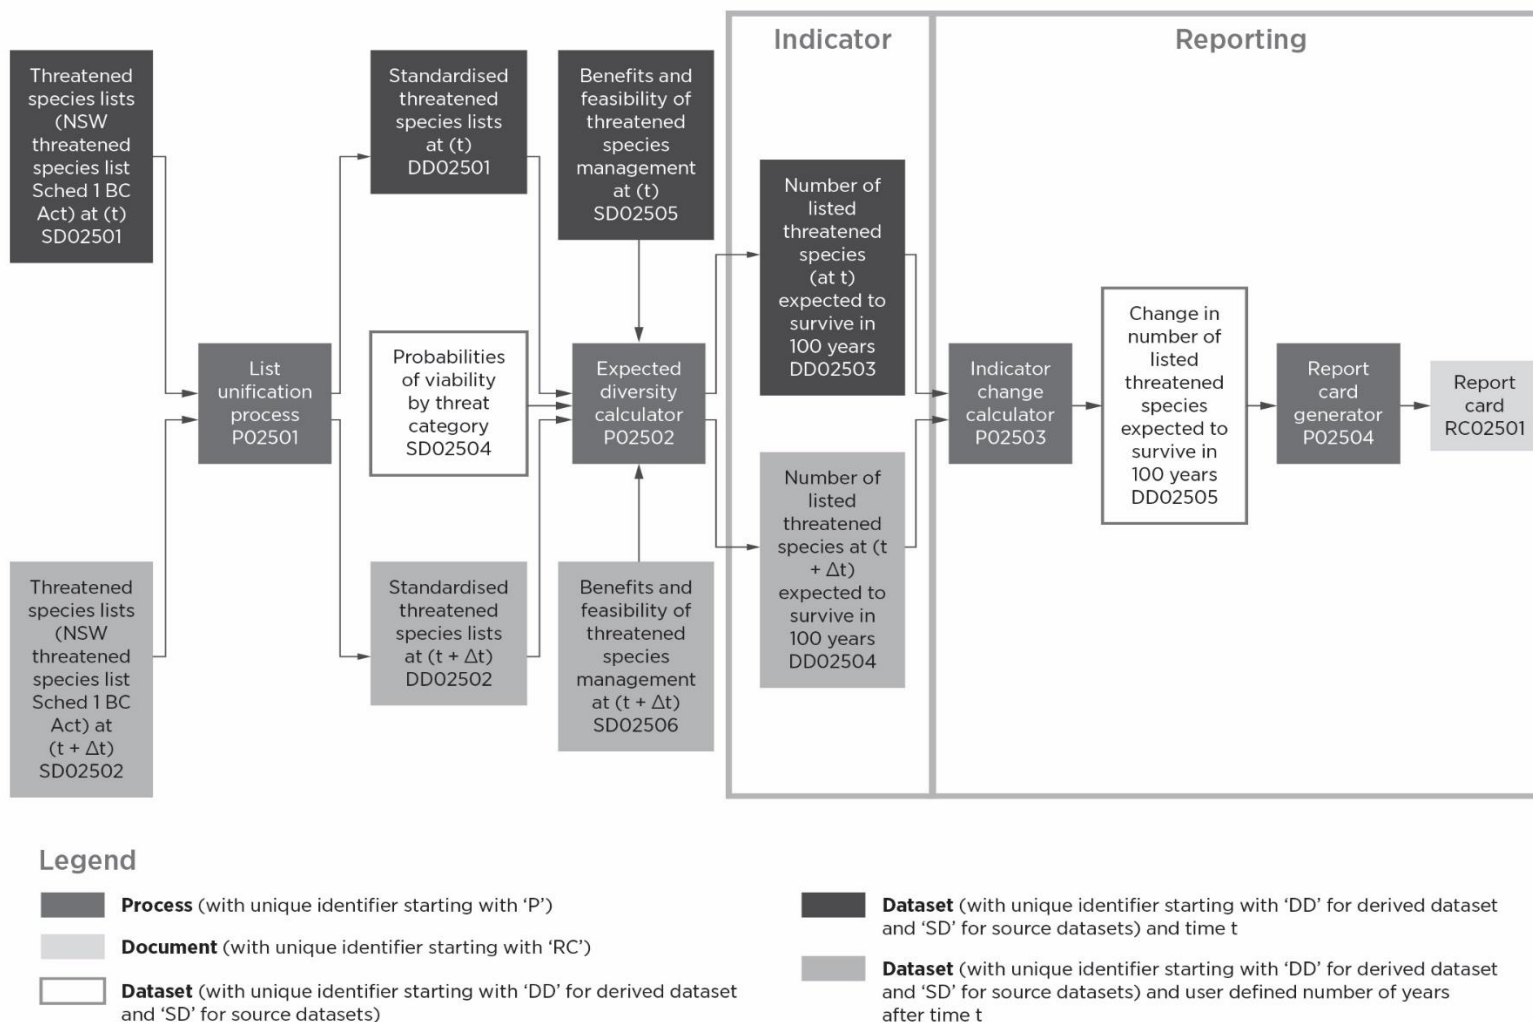 Indicator
Reporting
Threatened
species lists
(NSW
threatened
species list
Sched 1 BC
Act) at (t)
SD02501
Standardised
threatened
species lists
at (t)
DD02501
Benefits and
feasibility of
threatened
species
management
at (t)
SD02505
Number of
listed
threatened
species
(at t)
expected to
survive in
100 years
DD02503
List
unification
process
P02501
Probabilities
of viability
by threat
category
SD02504
Expected
diversity
calculator
P02502
Indicator
change
calculator
P02503
Change in
number of
listed
threatened
species
expected to
survive in
100 years
DD02505
Report
card
generator
P02504
Report
card
RC02501
Threatened
species lists
(NSW
threatened
species list
Sched 1 BC
Act) at
(t + Δt)
SD02502
Standardised
threatened
species lists
at (t + Δt)
DD02502
Benefits and
feasibility of
threatened
species
management
at (t + Δt)
SD02506
Number of
listed
threatened
species at (t
+ Δt)
expected to
survive in
100 years
DD02504
Legend
Process (with unique identifier starting with ‘P’)
Document (with unique identifier starting with ‘RC’)
Dataset (with unique identifier starting with ‘DD’ for derived dataset
and ‘SD’ for source datasets)
Dataset (with unique identifier starting with ‘DD’ for derived dataset
and ‘SD’ for source datasets) and time t
Dataset (with unique identifier starting with ‘DD’ for derived dataset
and ‘SD’ for source datasets) and user defined number of years
after time t